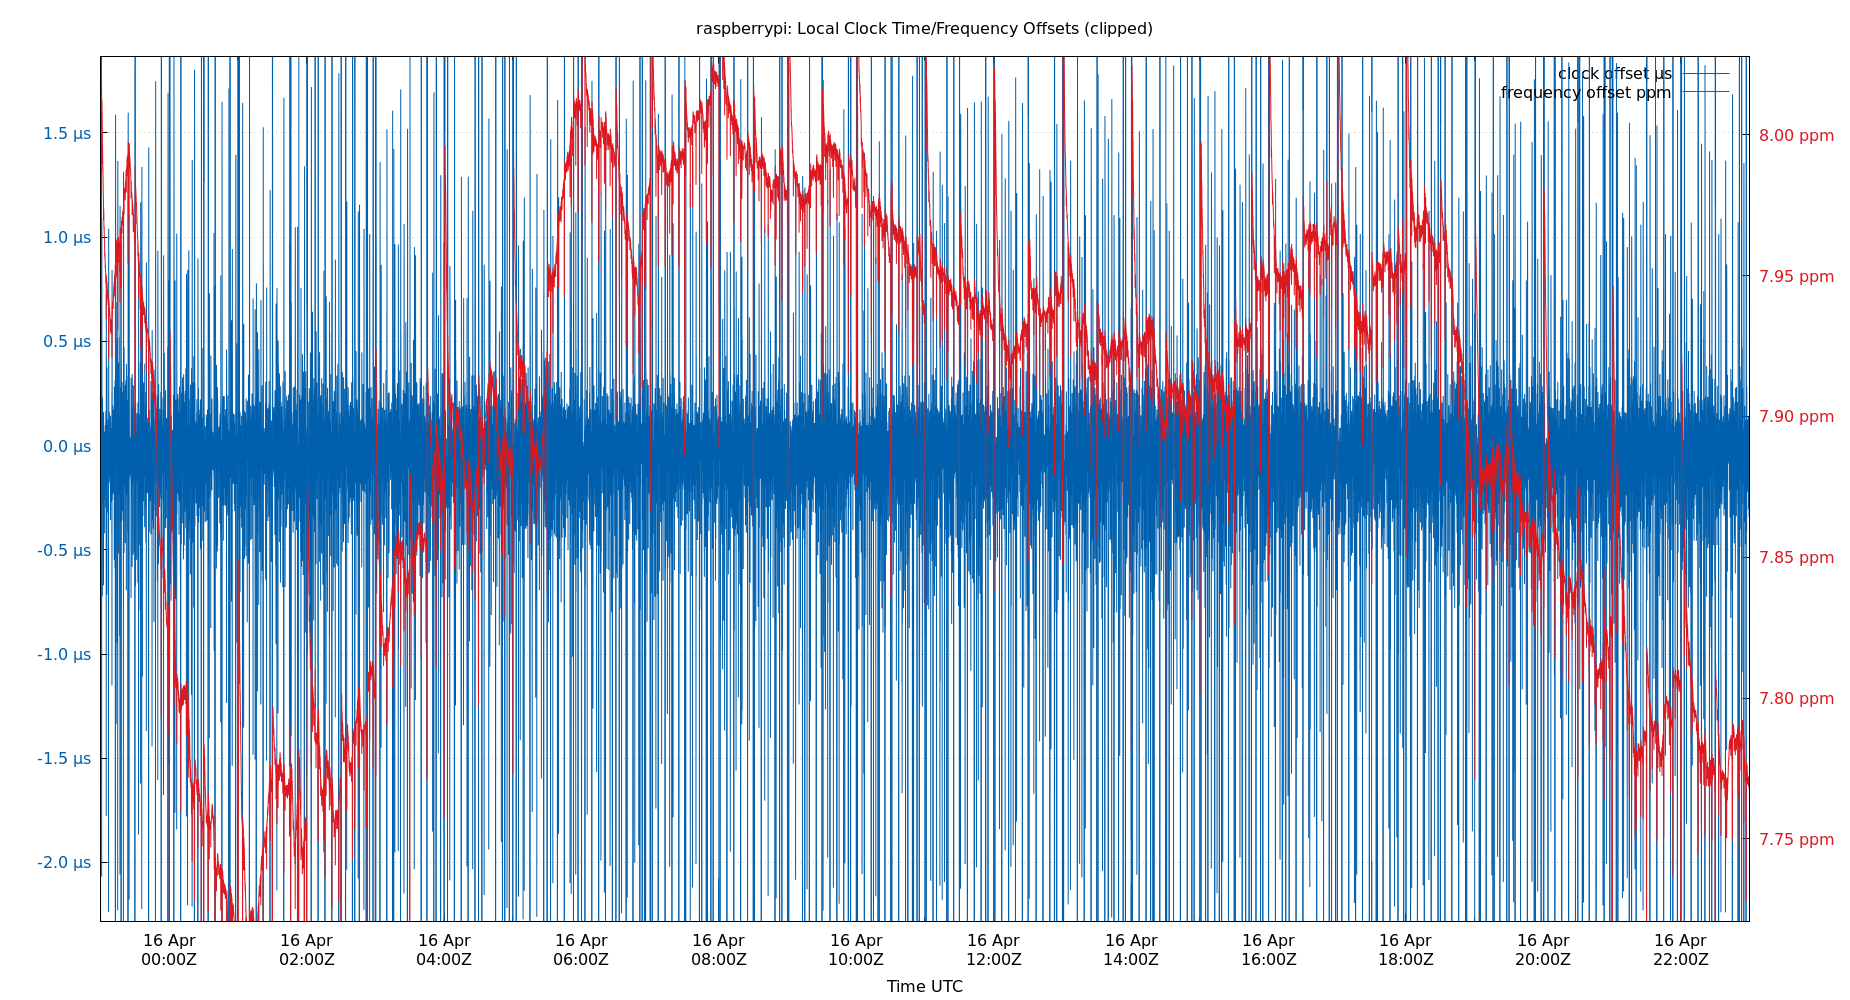 raspberrypi: Local Clock Time/Frequency Offsets (clipped)
clock offset µs
frequency offset ppm
1.5 µs
1.0 µs
0.5 µs
0.0 µs
-0.5 µs
-1.0 µs
-1.5 µs
-2.0 µs
8.00 ppm
7.95 ppm
7.90 ppm
7.85 ppm
7.80 ppm
7.75 ppm
16 Apr 16 Apr 16 Apr 16 Apr 16 Apr 16 Apr 16 Apr 16 Apr 16 Apr 16 Apr 16 Apr 16 Apr
00:00Z 02:00Z 04:00Z 06:00Z 08:00Z 10:00Z 12:00Z 14:00Z 16:00Z 18:00Z 20:00Z 22:00Z
Time UTC